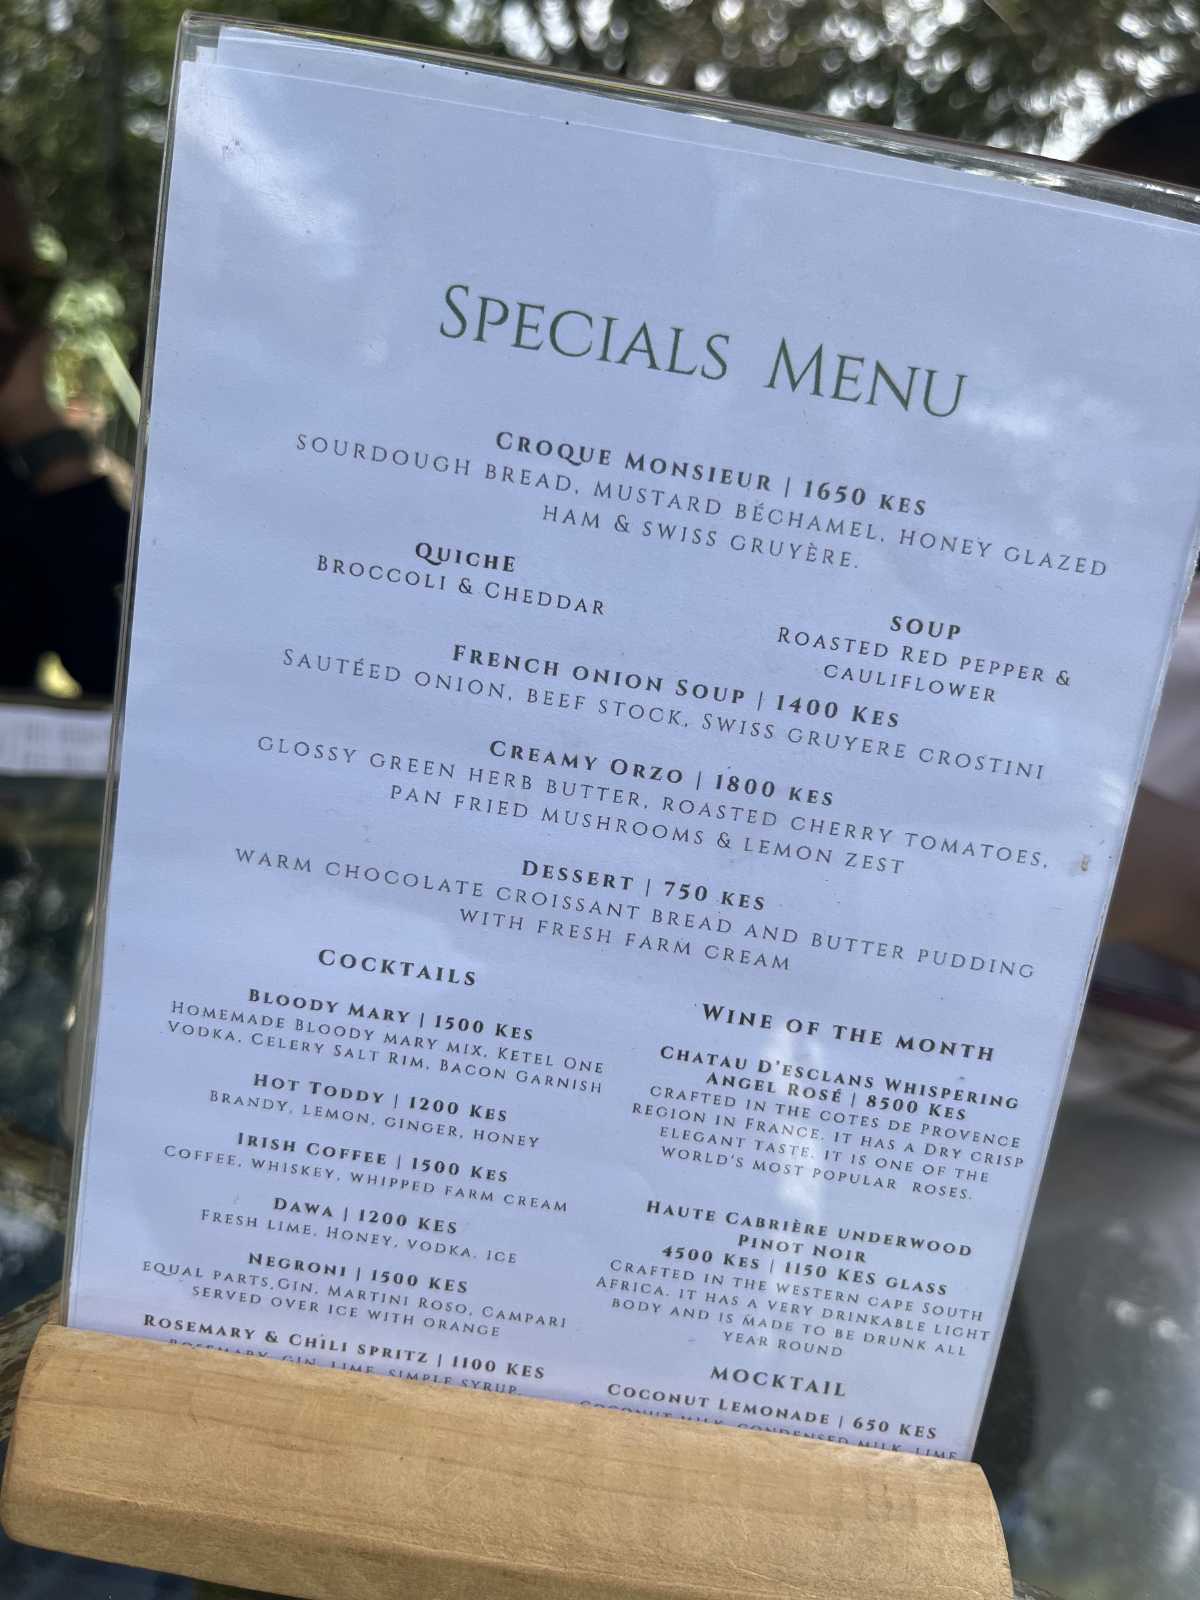 Specials Menu
Croque Monsieur | 1650 KES
Sourdough bread, mustard béchamel, honey glazed
ham & swiss gruyère.
Quiche
Broccoli & Cheddar
Soup
Roasted Red pepper &
cauliflower
French onion Soup | 1400 Kes
Sautéed onion, beef stock, swiss gruyere crostini
Creamy Orzo | 1800 KES
Glossy green herb butter, roasted cherry tomatoes,
pan fried mushrooms & lemon zest
Dessert | 750 KES
Warm chocolate croissant bread and butter pudding
with fresh farm cream
Cocktails
Bloody Mary | 1500 Kes
Homemade Bloody mary mix, Ketel One
Vodka, Celery Salt Rim, Bacon Garnish
Hot Toddy | 1200 Kes
Brandy, lemon, ginger, honey
Irish Coffee | 1500 Kes
Coffee, whiskey, whipped farm cream
Dawa | 1200 KES
Fresh lime, Honey, vodka, ice
Negroni | 1500 KES
Equal parts,Gin, Martini Roso, Campari
served over ice with orange
Rosemary & Chili spritz | 1100 KES
Rosemary, gin, lime, simple syrup,
Wine of the month
Chatau D'esclans Whispering
Angel Rosé | 8500 Kes
Crafted in the Cotes de Provence
region in France. It has a Dry crisp
elegant taste. It is one of the
world's most popular roses.
Haute Cabrière underwood
Pinot noir
4500 Kes | 1150 KES glass
Crafted in the Western Cape South
Africa. It has a very drinkable light
body and is made to be drunk all
year round
Mocktail
Coconut Lemonade | 650 KES
Coconut milk, condensed milk, lime